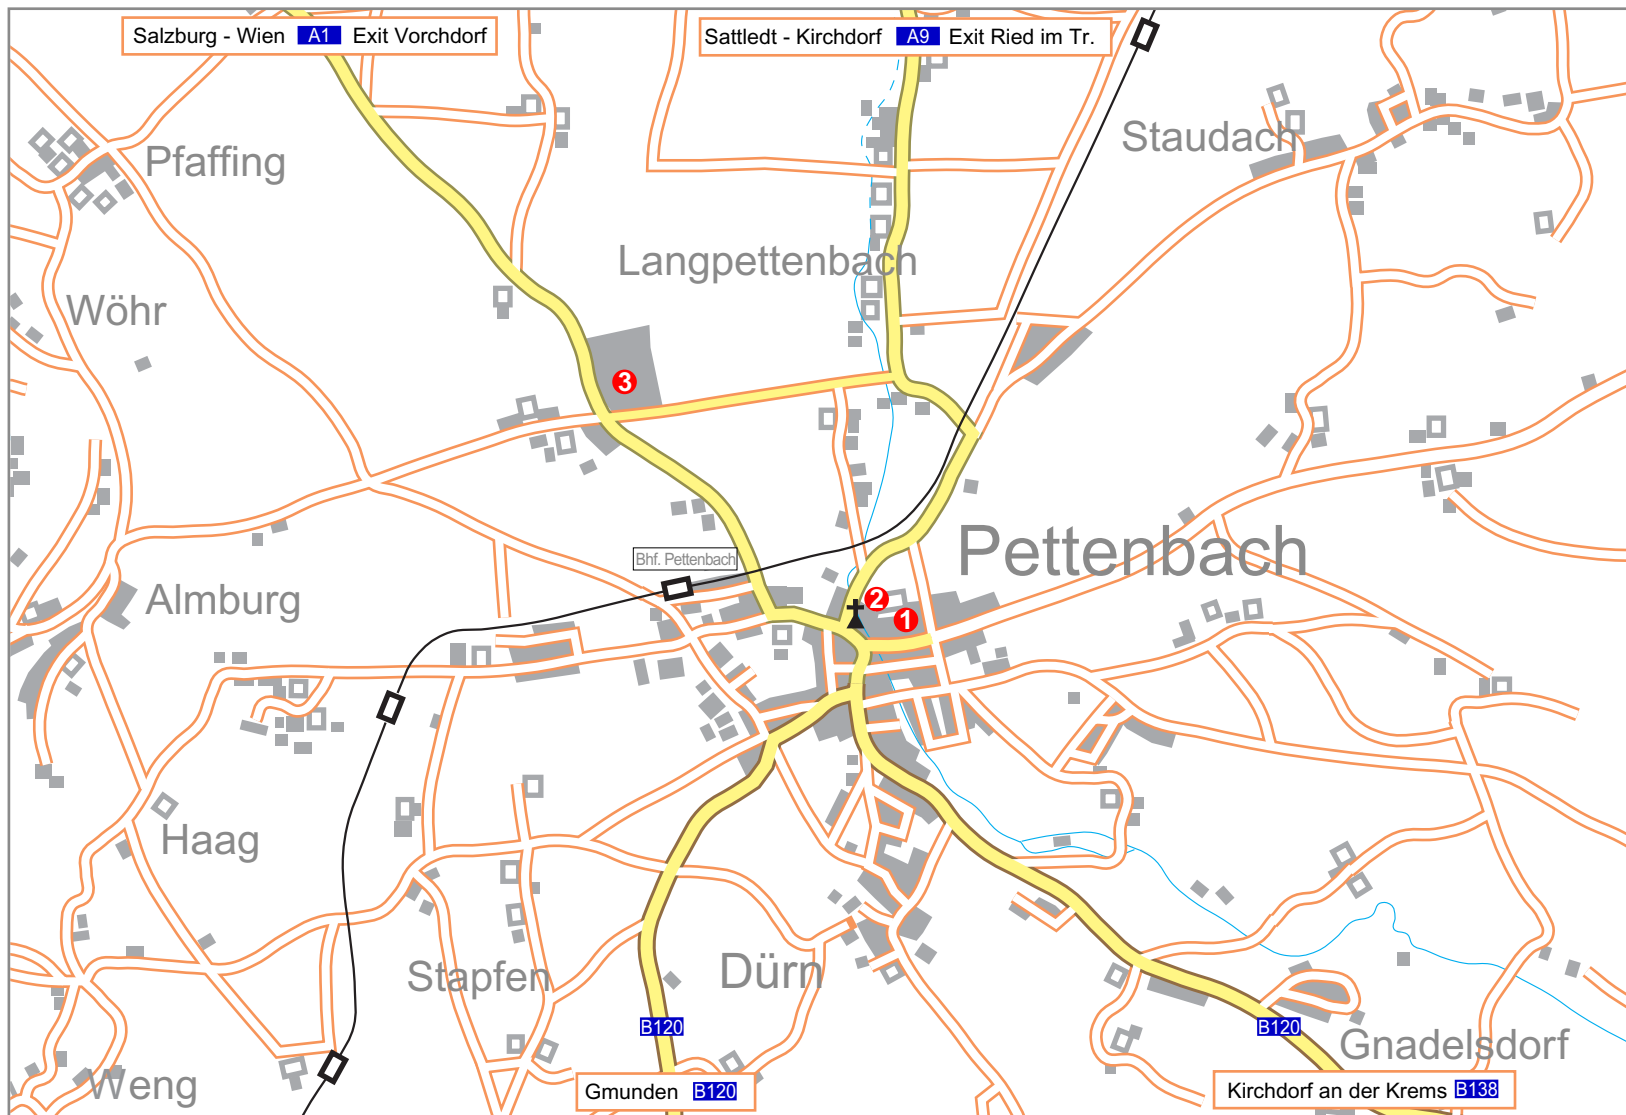 Salzburg - Wien A1 Exit Vorchdorf
Sattledt - Kirchdorf A9 Exit Ried im Tr.
Staudach
Pfaffing
Langpettenbach
Wöhr
3
Pettenbach
Bhf. Pettenbach
Almburg
2
1
Haag
Stapfen
Dürn
B120
B120
Gnadelsdorf
Weng
Gmunden B120
Kirchdorf an der Krems B138